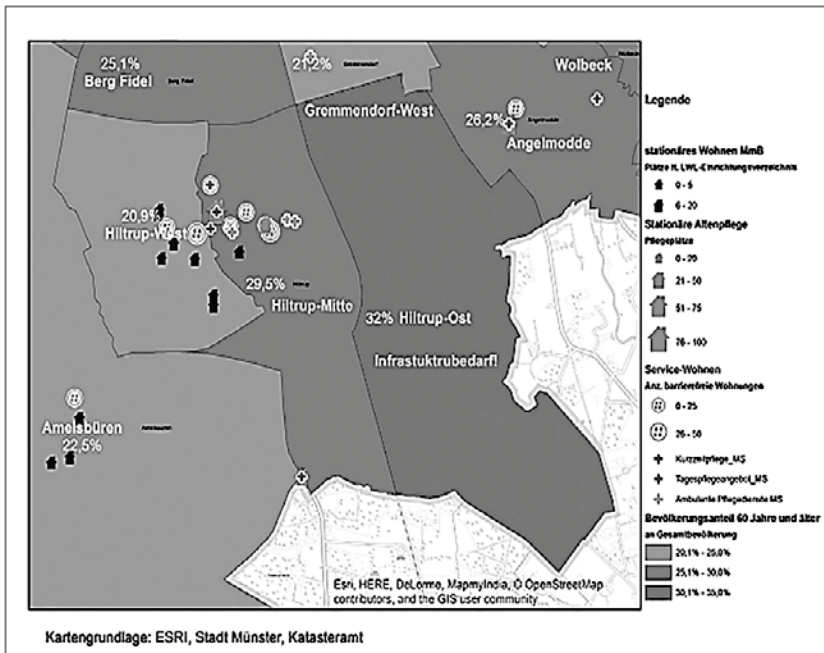 25,1%
Berg Fidel
Berg Fidel
21,2%
Gremmendorf-West
Wolbeck
26,2%
Angelmodde
Angelmodde
20,9%
Hiltrup-West
29,5%
Hiltrup
Hiltrup-Mitte
32% Hiltrup-Ost
Infrastuktrubedarf!
Amelsbüren
Amelsbüren
22,5%
Esri, HERE, DeLorme, MapmyIndia, © OpenStreetMap
contributors, and the GIS user community
Legende
stationäres Wohnen MmB
Plätze lt. LWL-Einrichtungsverzeichnis
0 - 5
6 - 20
Stationäre Altenpflege
Pflegeplätze
0 - 20
21 - 50
51 - 75
76 - 100
Service-Wohnen
Anz. barrierefreie Wohnungen
0 - 25
26 - 50
Kurzzeitpflege_MS
Tagespflegeangebot_MS
Ambulante Pflegedienste MS
Bevölkerungsanteil 60 Jahre und älter
an Gesamtbevölkerung
20,1% - 25,0%
25,1% - 30,0%
30,1% - 35,0%
Kartengrundlage: ESRI, Stadt Münster, Katasteramt